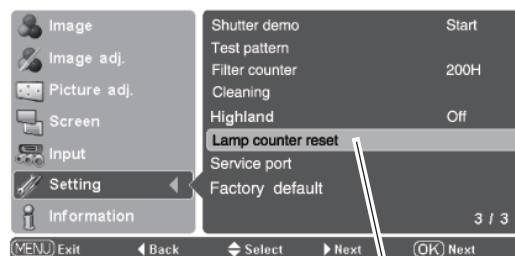 Image
Image adj.
Picture adj.
Screen
Input
Setting
Information
Shutter demo Start
Test pattern
Filter counter 200H
Cleaning
Highland Off
Lamp counter reset
Service port
Factory default
3 / 3
MENU Exit Back Select Next OK Next